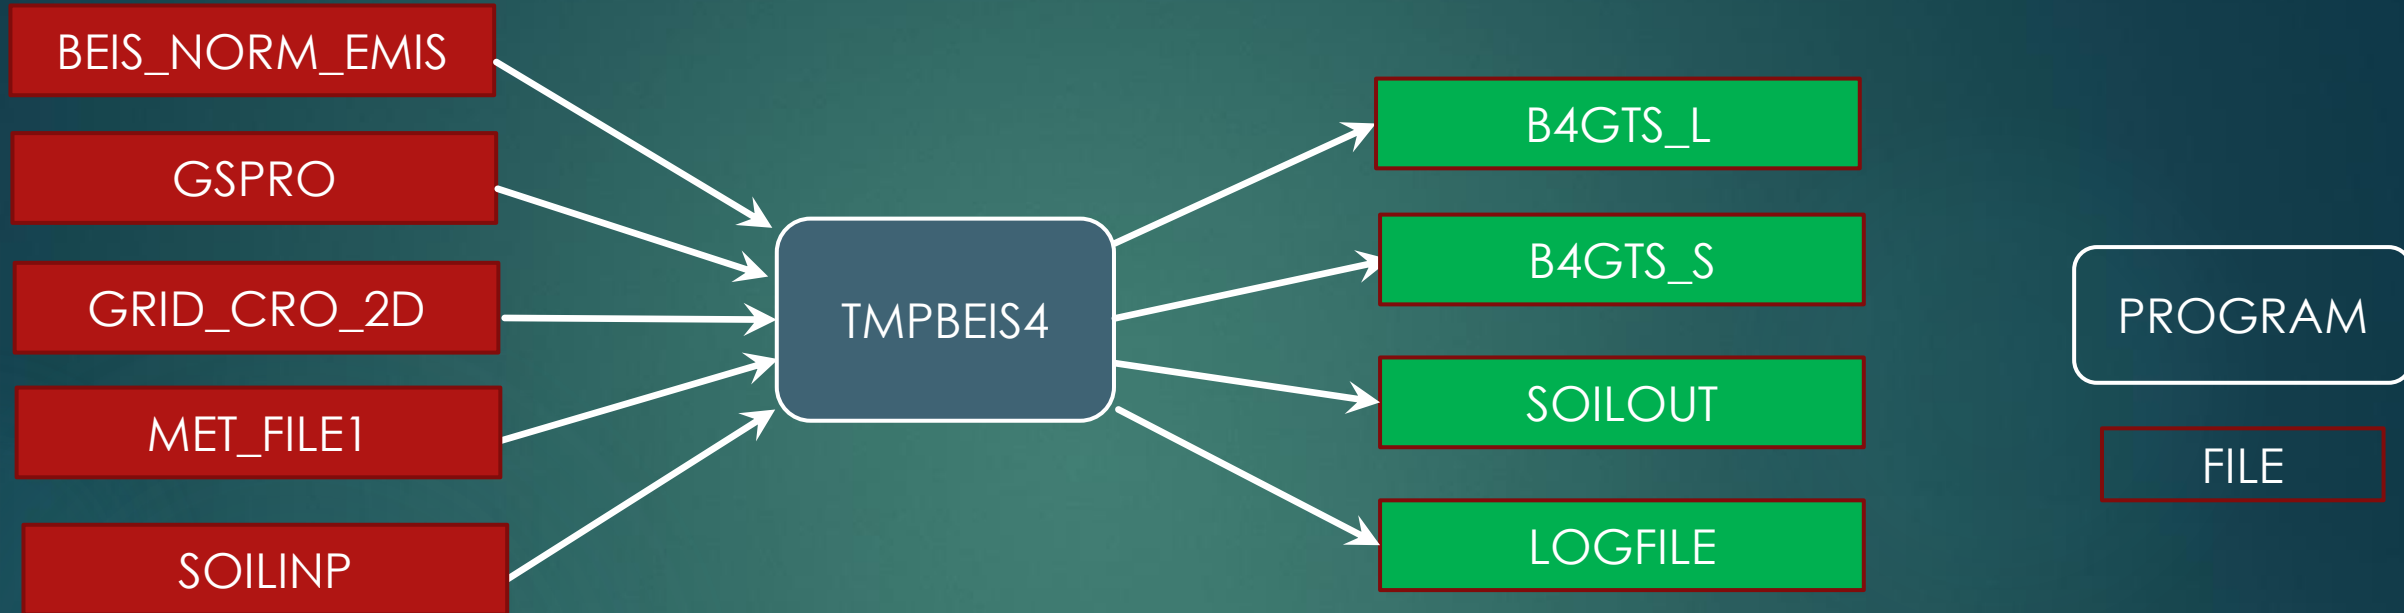 BEIS_NORM_EMIS
GSPRO
GRID_CRO_2D
MET_FILE1
SOILINP
TMPBEIS4
B4GTS_L
B4GTS_S
SOILOUT
LOGFILE
PROGRAM
FILE